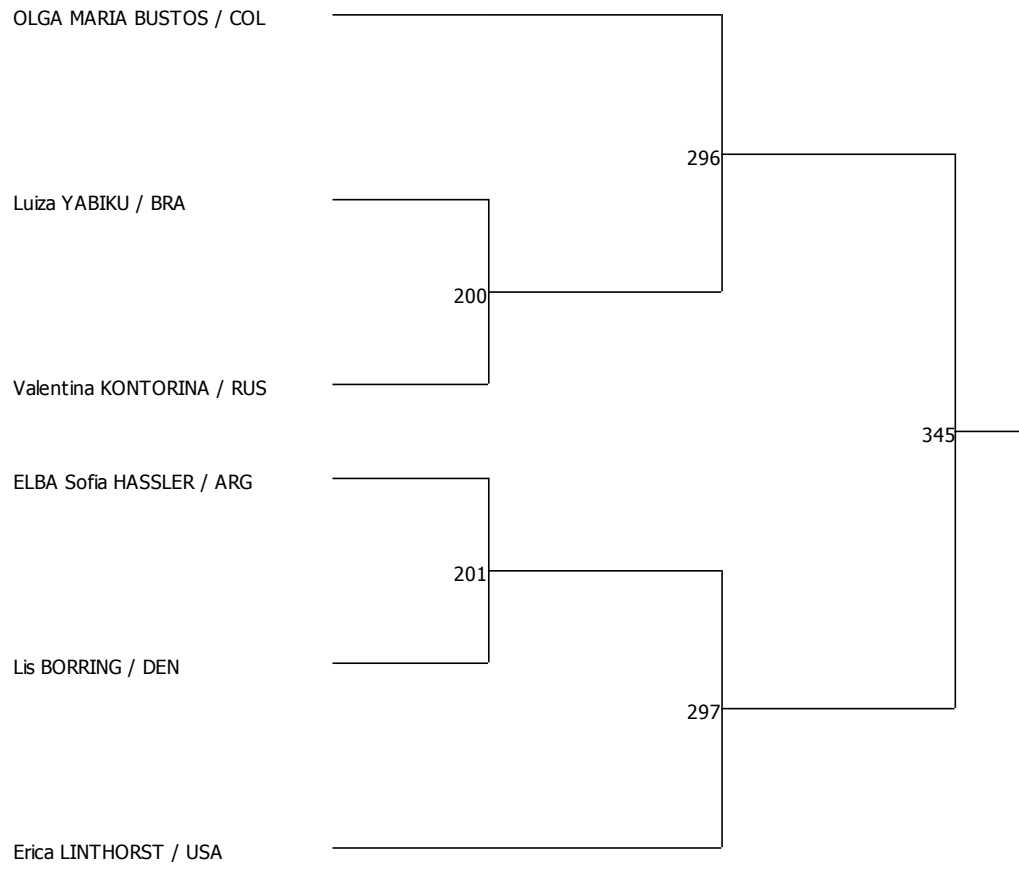 OLGA MARIA BUSTOS / COL
296
Luiza YABIKU / BRA
200
Valentina KONTORINA / RUS
345
ELBA Sofia HASSLER / ARG
201
Lis BORRING / DEN
297
Erica LINTHORST / USA